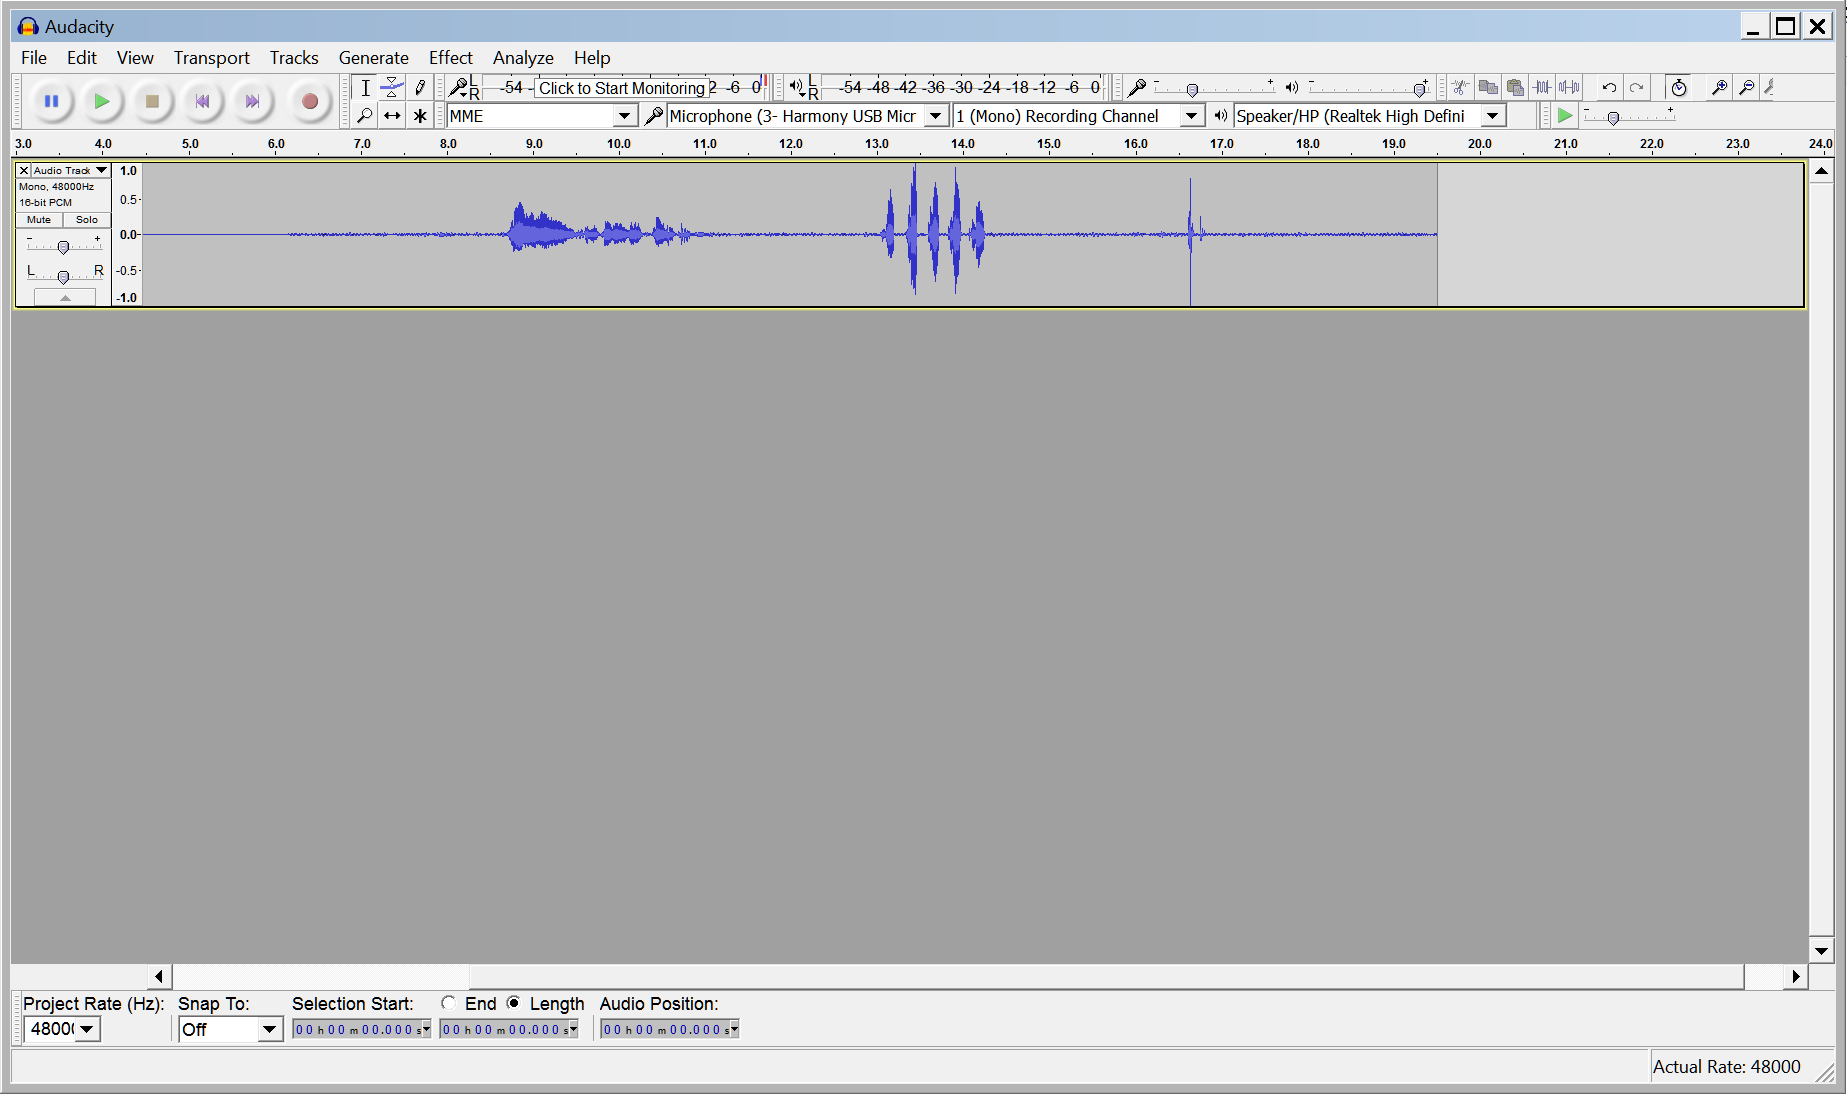 Audacity
File Edit View Transport Tracks Generate Effect Analyze Help
L R -54 - Click to Start Monitoring 2 -6 0 L R -54 -48 -42 -36 -30 -24 -18 -12 -6 0 - + - +
MME Microphone (3- Harmony USB Micr 1 (Mono) Recording Channel Speaker/HP (Realtek High Defini - +
3.0 4.0 5.0 6.0 7.0 8.0 9.0 10.0 11.0 12.0 13.0 14.0 15.0 16.0 17.0 18.0 19.0 20.0 21.0 22.0 23.0 24.0
X Audio Track 1.0
Mono, 48000Hz
16-bit PCM 0.5-
Mute Solo
- + 0.0-
L R -0.5-
-1.0
Project Rate (Hz): Snap To: Selection Start: End Length Audio Position:
4800 Off 00 h 00 m 00.000 s 00 h 00 m 00.000 s 00 h 00 m 00.000 s
Actual Rate: 48000